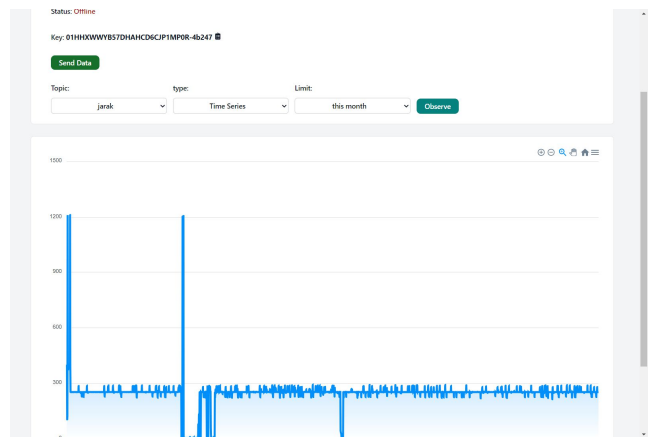 Status: Offline
Key: 01HHXWWYB57DHAHCD6CJP1MP0R-4b247
Send Data
Topic: type: Limit:
jarak Time Series this month Observe
1500
1200
900
600
300